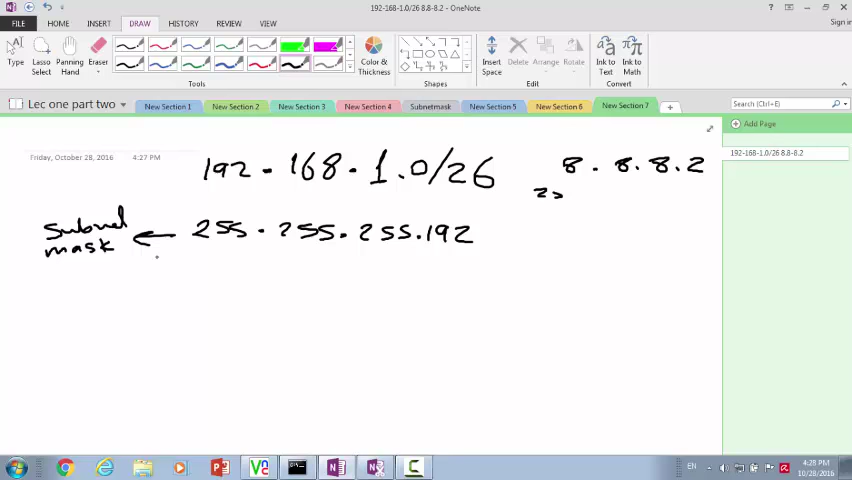 192-168-1.0/26 8.8-8.2 - OneNote
FILE HOME INSERT DRAW HISTORY REVIEW VIEW
Sign in
Type Lasso Select Panning Hand Eraser
Color & Thickness
Shapes
Insert Space Delete Arrange Rotate
Ink to Text Ink to Math
Tools
Edit
Convert
Lec one part two New Section 1 New Section 2 New Section 3 New Section 4 Subnetmask New Section 5 New Section 6 New Section 7
Search (Ctrl+E)
Add Page
192-168-1.0/26 8.8-8.2
Friday, October 28, 2016 4:27 PM
192 - 168 - 1.0/26
8 - 8.8.2
Subnet mask
255 - 255 - 255.192
EN
4:28 PM
10/28/2016